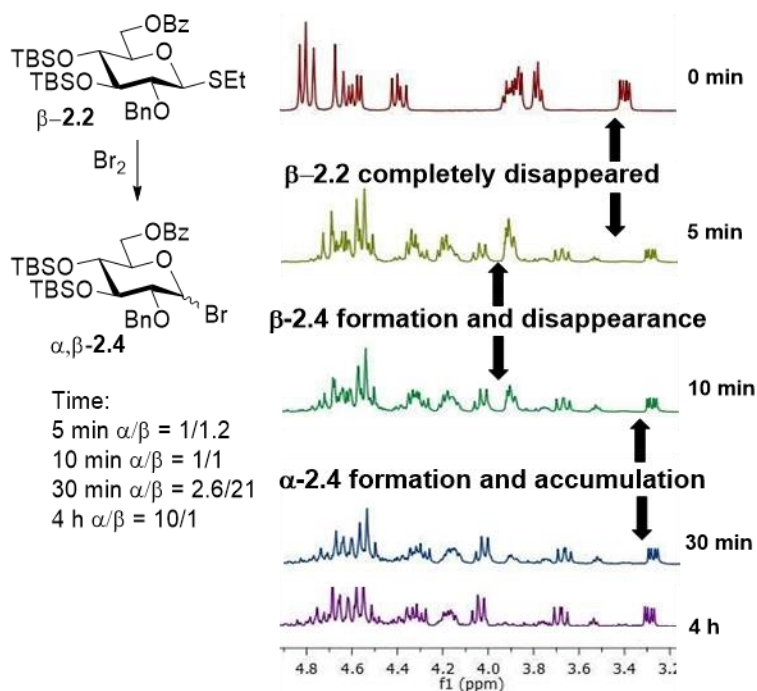 OBz
TBSO
TBSO
O
SEt
BnO
β–2.2
Br2
OBz
TBSO
TBSO
O
BnO
Br
α,β-2.4
Time:
5 min α/β = 1/1.2
10 min α/β = 1/1
30 min α/β = 2.6/21
4 h α/β = 10/1
0 min
β–2.2 completely disappeared
5 min
β-2.4 formation and disappearance
10 min
α-2.4 formation and accumulation
30 min
4 h
4.8 4.6 4.4 4.2 4.0 3.8 3.6 3.4 3.2
f1 (ppm)